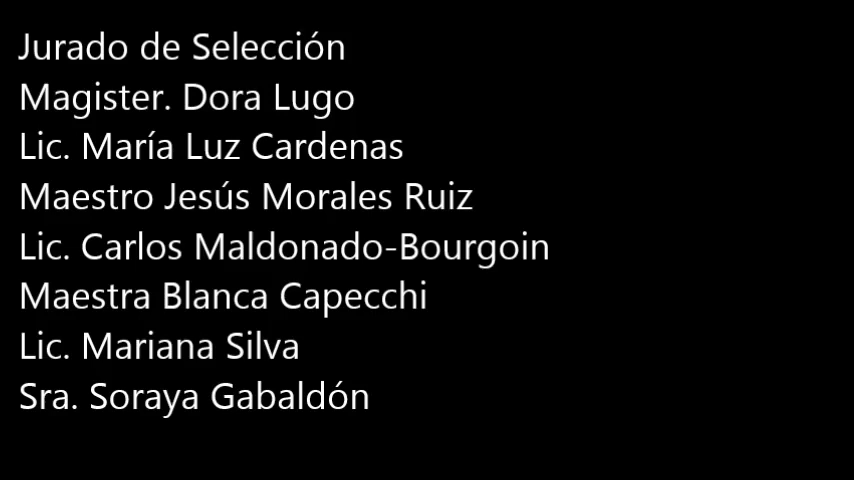 Jurado de Selección
Magister. Dora Lugo
Lic. María Luz Cardenas
Maestro Jesús Morales Ruiz
Lic. Carlos Maldonado-Bourgoin
Maestra Blanca Capecchi
Lic. Mariana Silva
Sra. Soraya Gabaldón